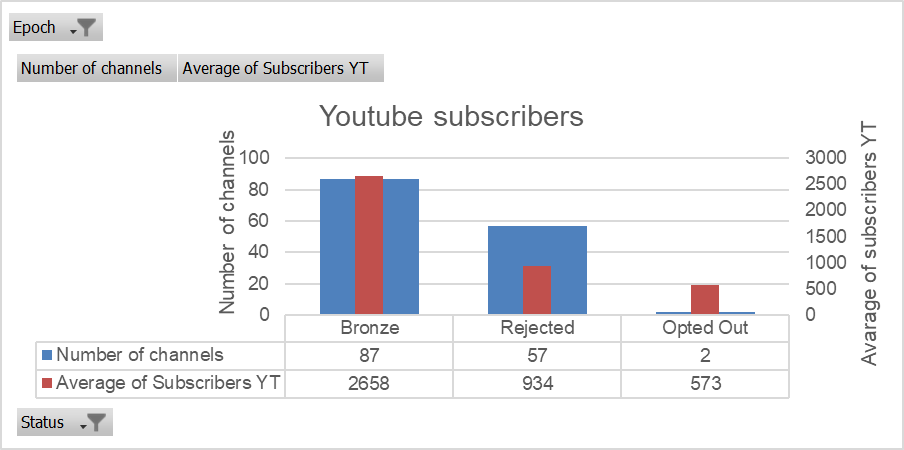 Epoch
Number of channels Average of Subscribers YT
Youtube subscribers
Number of channels
100
80
60
40
20
0
3000
2500
2000
1500
1000
500
0
Avarage of subscribers YT
Bronze Rejected Opted Out
Number of channels 87 57 2
Average of Subscribers YT 2658 934 573
Status